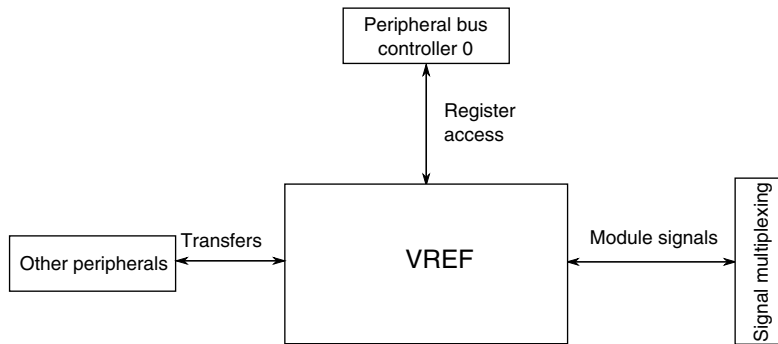 Peripheral bus
controller 0
Register
access
Transfers
Other peripherals
VREF
Module signals
Signal multiplexing